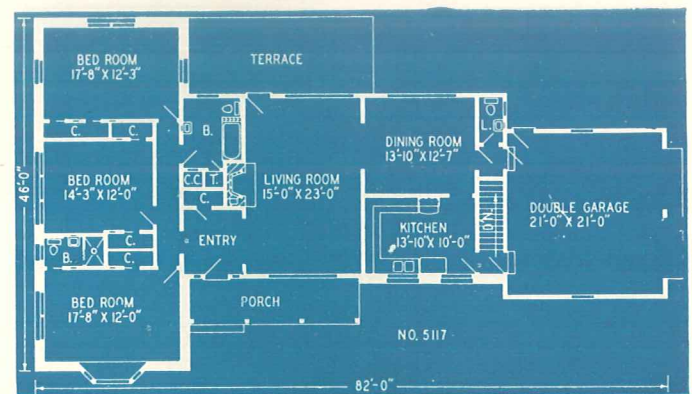 BED ROOM
17'-8" X 12'-3"
TERRACE
C.
C.
B.
L.
DINING ROOM
13'-10" X 12'-7"
BED ROOM
14'-3" X 12'-0"
C.C.
T.
C.
LIVING ROOM
15'-0" X 23'-0"
DOUBLE GARAGE
21'-0" X 21'-0"
KITCHEN
13'-10" X 10'-0"
DN.
46'-0"
ENTRY
B.
C.
C.
BED ROOM
17'-8" X 12'-0"
PORCH
NO. 5117
82'-0"